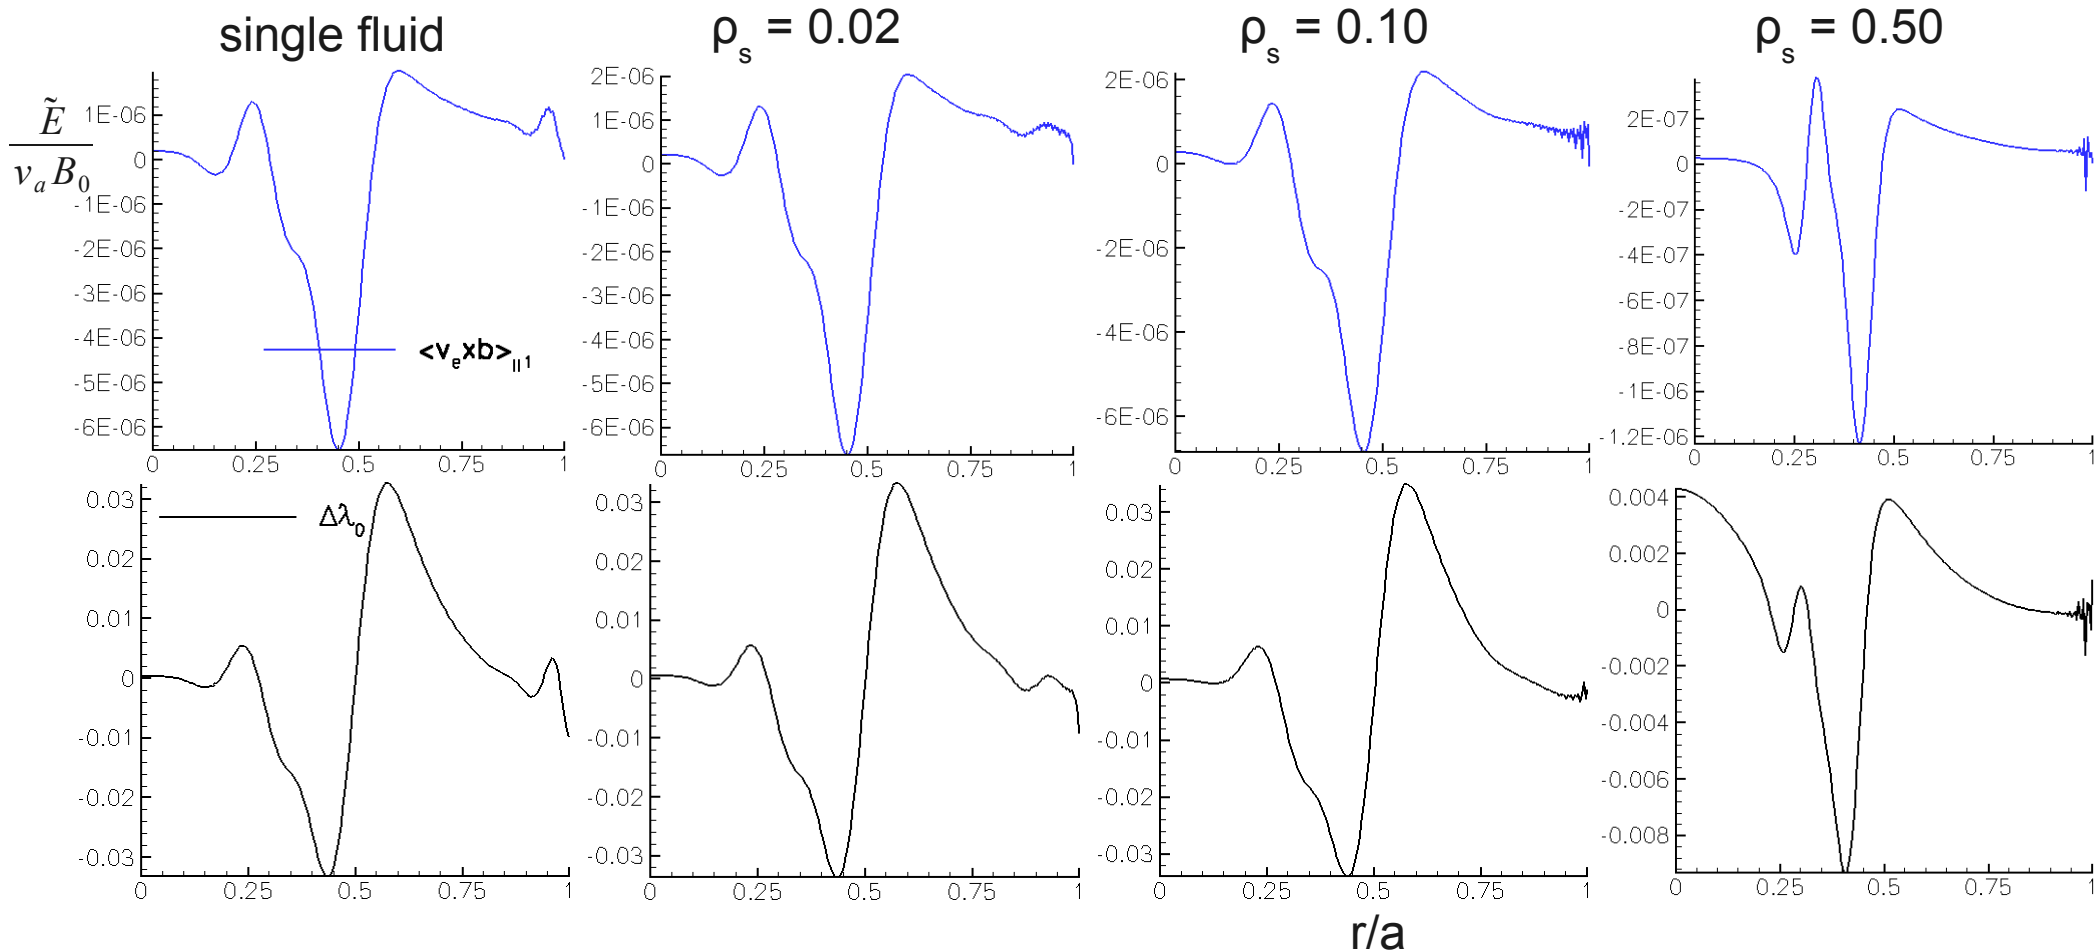 single fluid
ρs = 0.02
ρs = 0.10
ρs = 0.50
Ẽ
vaB0
1E-06
0
-1E-06
-2E-06
-3E-06
-4E-06
-5E-06
-6E-06
0 0.25 0.5 0.75 1
<vexb>||1
2E-06
1E-06
0
-1E-06
-2E-06
-3E-06
-4E-06
-5E-06
-6E-06
0 0.25 0.5 0.75 1
2E-06
0
-2E-06
-4E-06
-6E-06
0 0.25 0.5 0.75 1
2E-07
0
-2E-07
-4E-07
-6E-07
-8E-07
-1E-06
-1.2E-06
0 0.25 0.5 0.75 1
0.03
0.02
0.01
0
-0.01
-0.02
-0.03
0 0.25 0.5 0.75 1
Δλ0
0.03
0.02
0.01
0
-0.01
-0.02
-0.03
0 0.25 0.5 0.75 1
0.03
0.02
0.01
0
-0.01
-0.02
-0.03
0 0.25 0.5 0.75 1
0.004
0.002
0
-0.002
-0.004
-0.006
-0.008
0 0.25 0.5 0.75 1
r/a